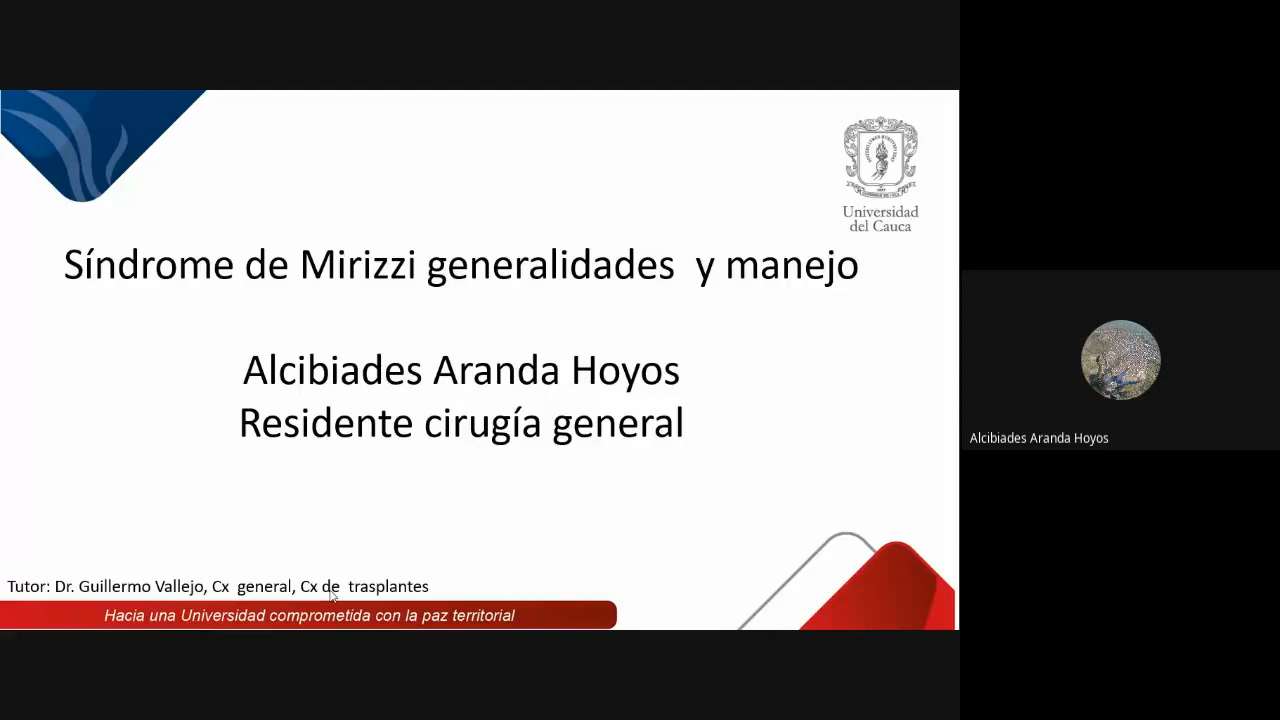 Universidad
del Cauca
Síndrome de Mirizzi generalidades y manejo
Alcibiades Aranda Hoyos
Residente cirugía general
Alcibiades Aranda Hoyos
Tutor: Dr. Guillermo Vallejo, Cx general, Cx de trasplantes
Hacia una Universidad comprometida con la paz territorial